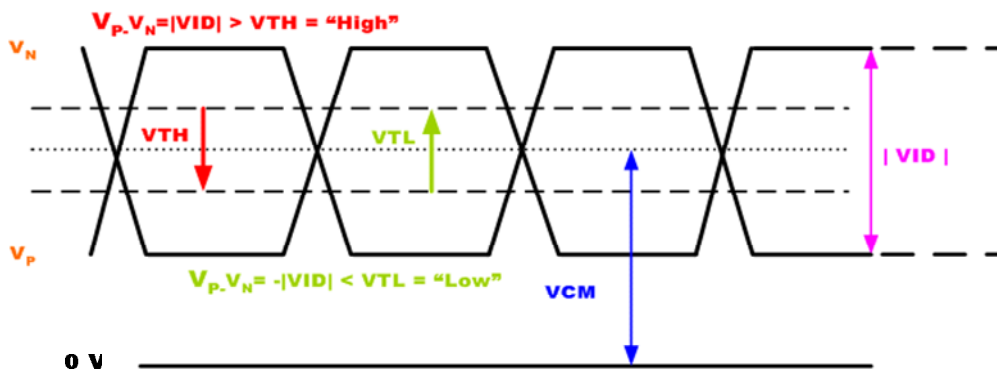 VP-VN=|VID| > VTH = “High”
VN
VTH
VTL
| VID |
VP
VP-VN= -|VID| < VTL = “Low”
VCM
0 V